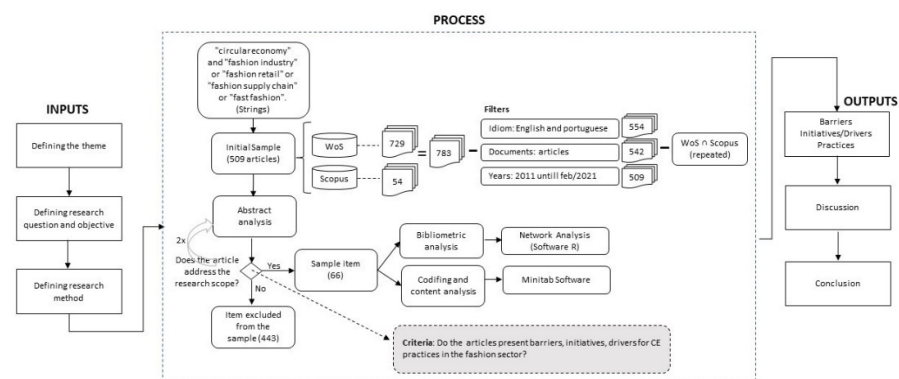 PROCESS
INPUTS
Defining the theme
Defining research
question and objective
Defining research
method
"circular economy"
and "fashion industry"
or "fashion retail" or
"fashion supply chain"
or "fast fashion".
(Strings)
Initial Sample
(509 articles)
WoS
729
Scopus
54
=
783
Filters
Idiom: English and portuguese
554
Documents: articles
542
Years: 2011 untill feb/2021
509
WoS ∩ Scopus
(repeated)
Abstract
analysis
2x
Does the article
address the
research scope?
Yes
No
Sample item
(66)
Bibliometric
analysis
Network Analysis
(Software R)
Codifing and
content analysis
Minitab Software
Item excluded
from the
sample (443)
Criteria: Do the articles present barriers, initiatives, drivers for CE
practices in the fashion sector?
OUTPUTS
Barriers
Initiatives/Drivers
Practices
Discussion
Conclusion